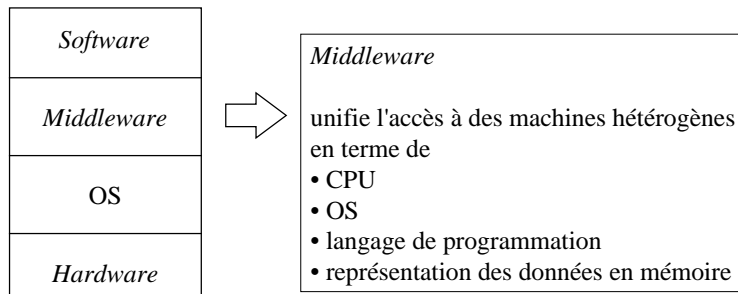 Software
Middleware
OS
Hardware
Middleware
unifie l'accès à des machines hétérogènes
en terme de
• CPU
• OS
• langage de programmation
• représentation des données en mémoire